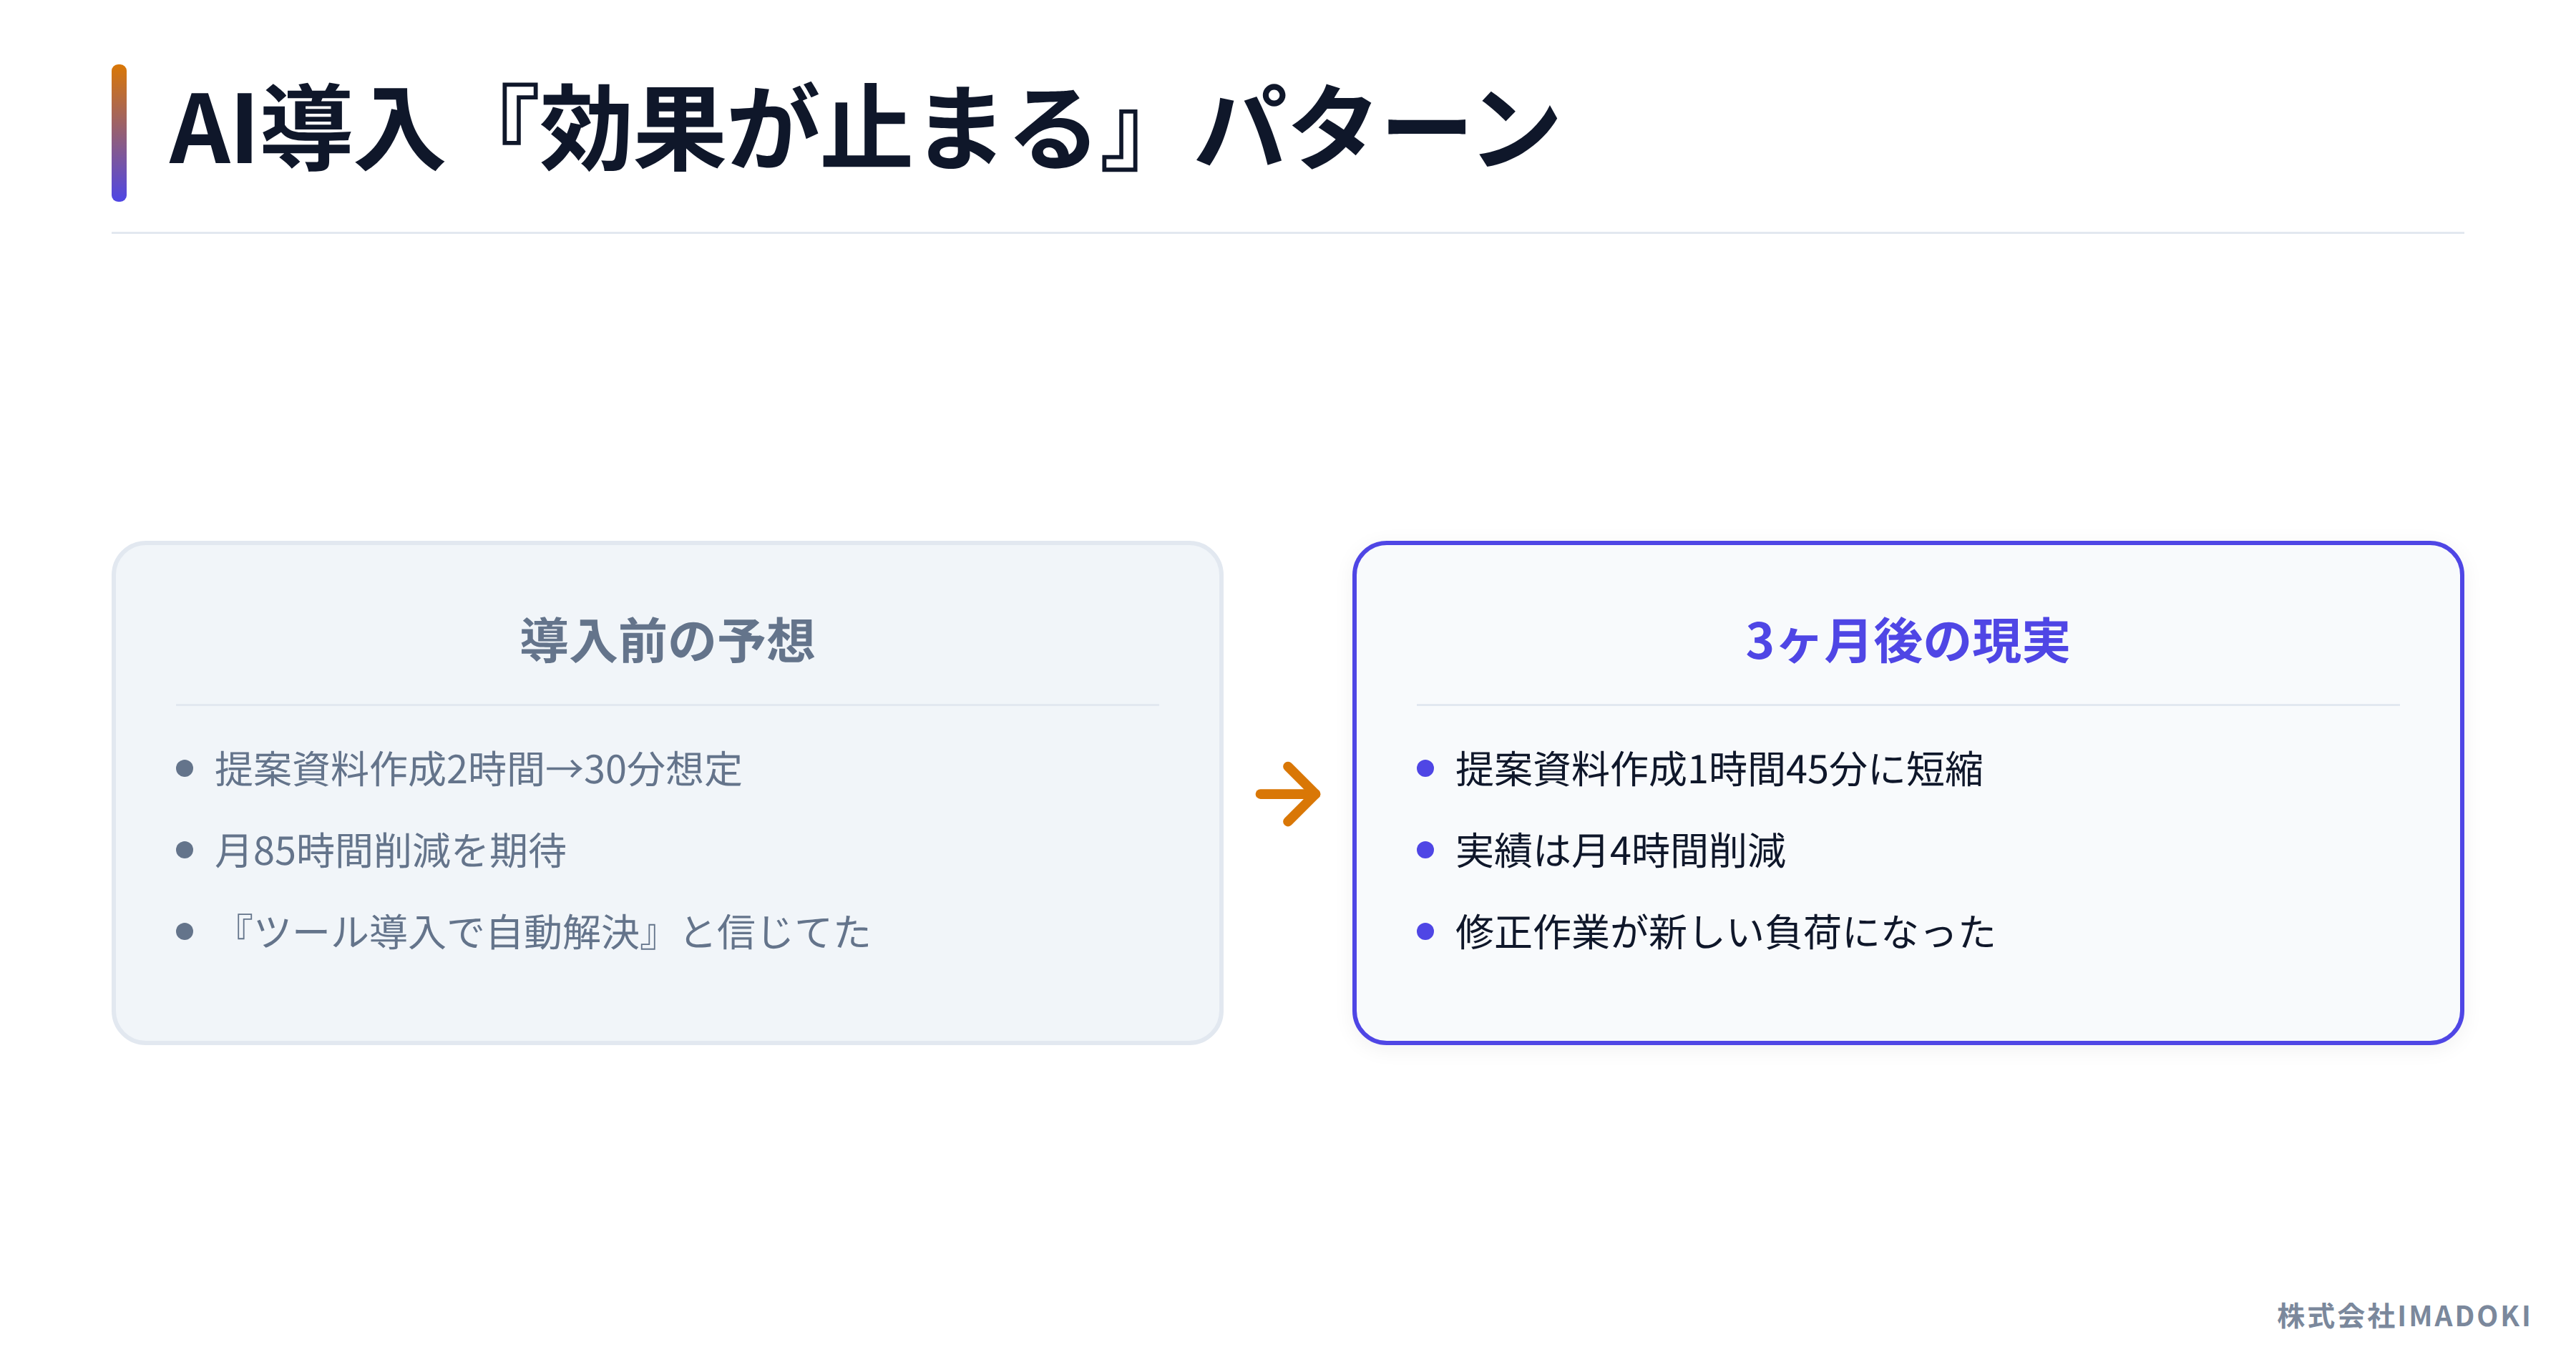 AI導入『効果が止まる』パターン
導入前の予想
提案資料作成2時間→30分想定
月85時間削減を期待
『ツール導入で自動解決』と信じてた
3ヶ月後の現実
提案資料作成1時間45分に短縮
実績は月4時間削減
修正作業が新しい負荷になった
株式会社IMADOKI